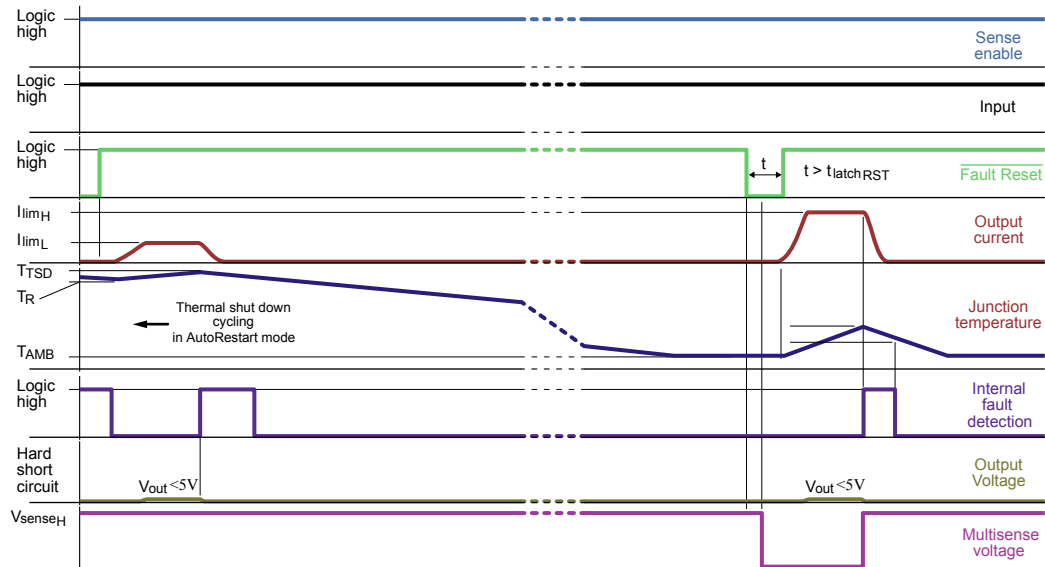 Logic
high
Sense
enable
Logic
high
Input
Logic
high
t
t > tlatchRST
Fault Reset
IlimH
IlimL
Output
current
TTSD
TR
Thermal shut down
cycling
in AutoRestart mode
Junction
temperature
TAMB
Logic
high
Internal
fault
detection
Hard
short
circuit
Vout <5V
Vout <5V
Output
Voltage
VsenseH
Multisense
voltage